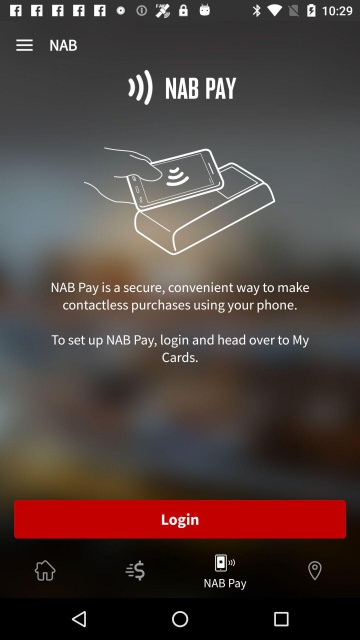 10:29
NAB
NAB PAY
NAB Pay is a secure, convenient way to make
contactless purchases using your phone.
To set up NAB Pay, login and head over to My
Cards.
Login
NAB Pay